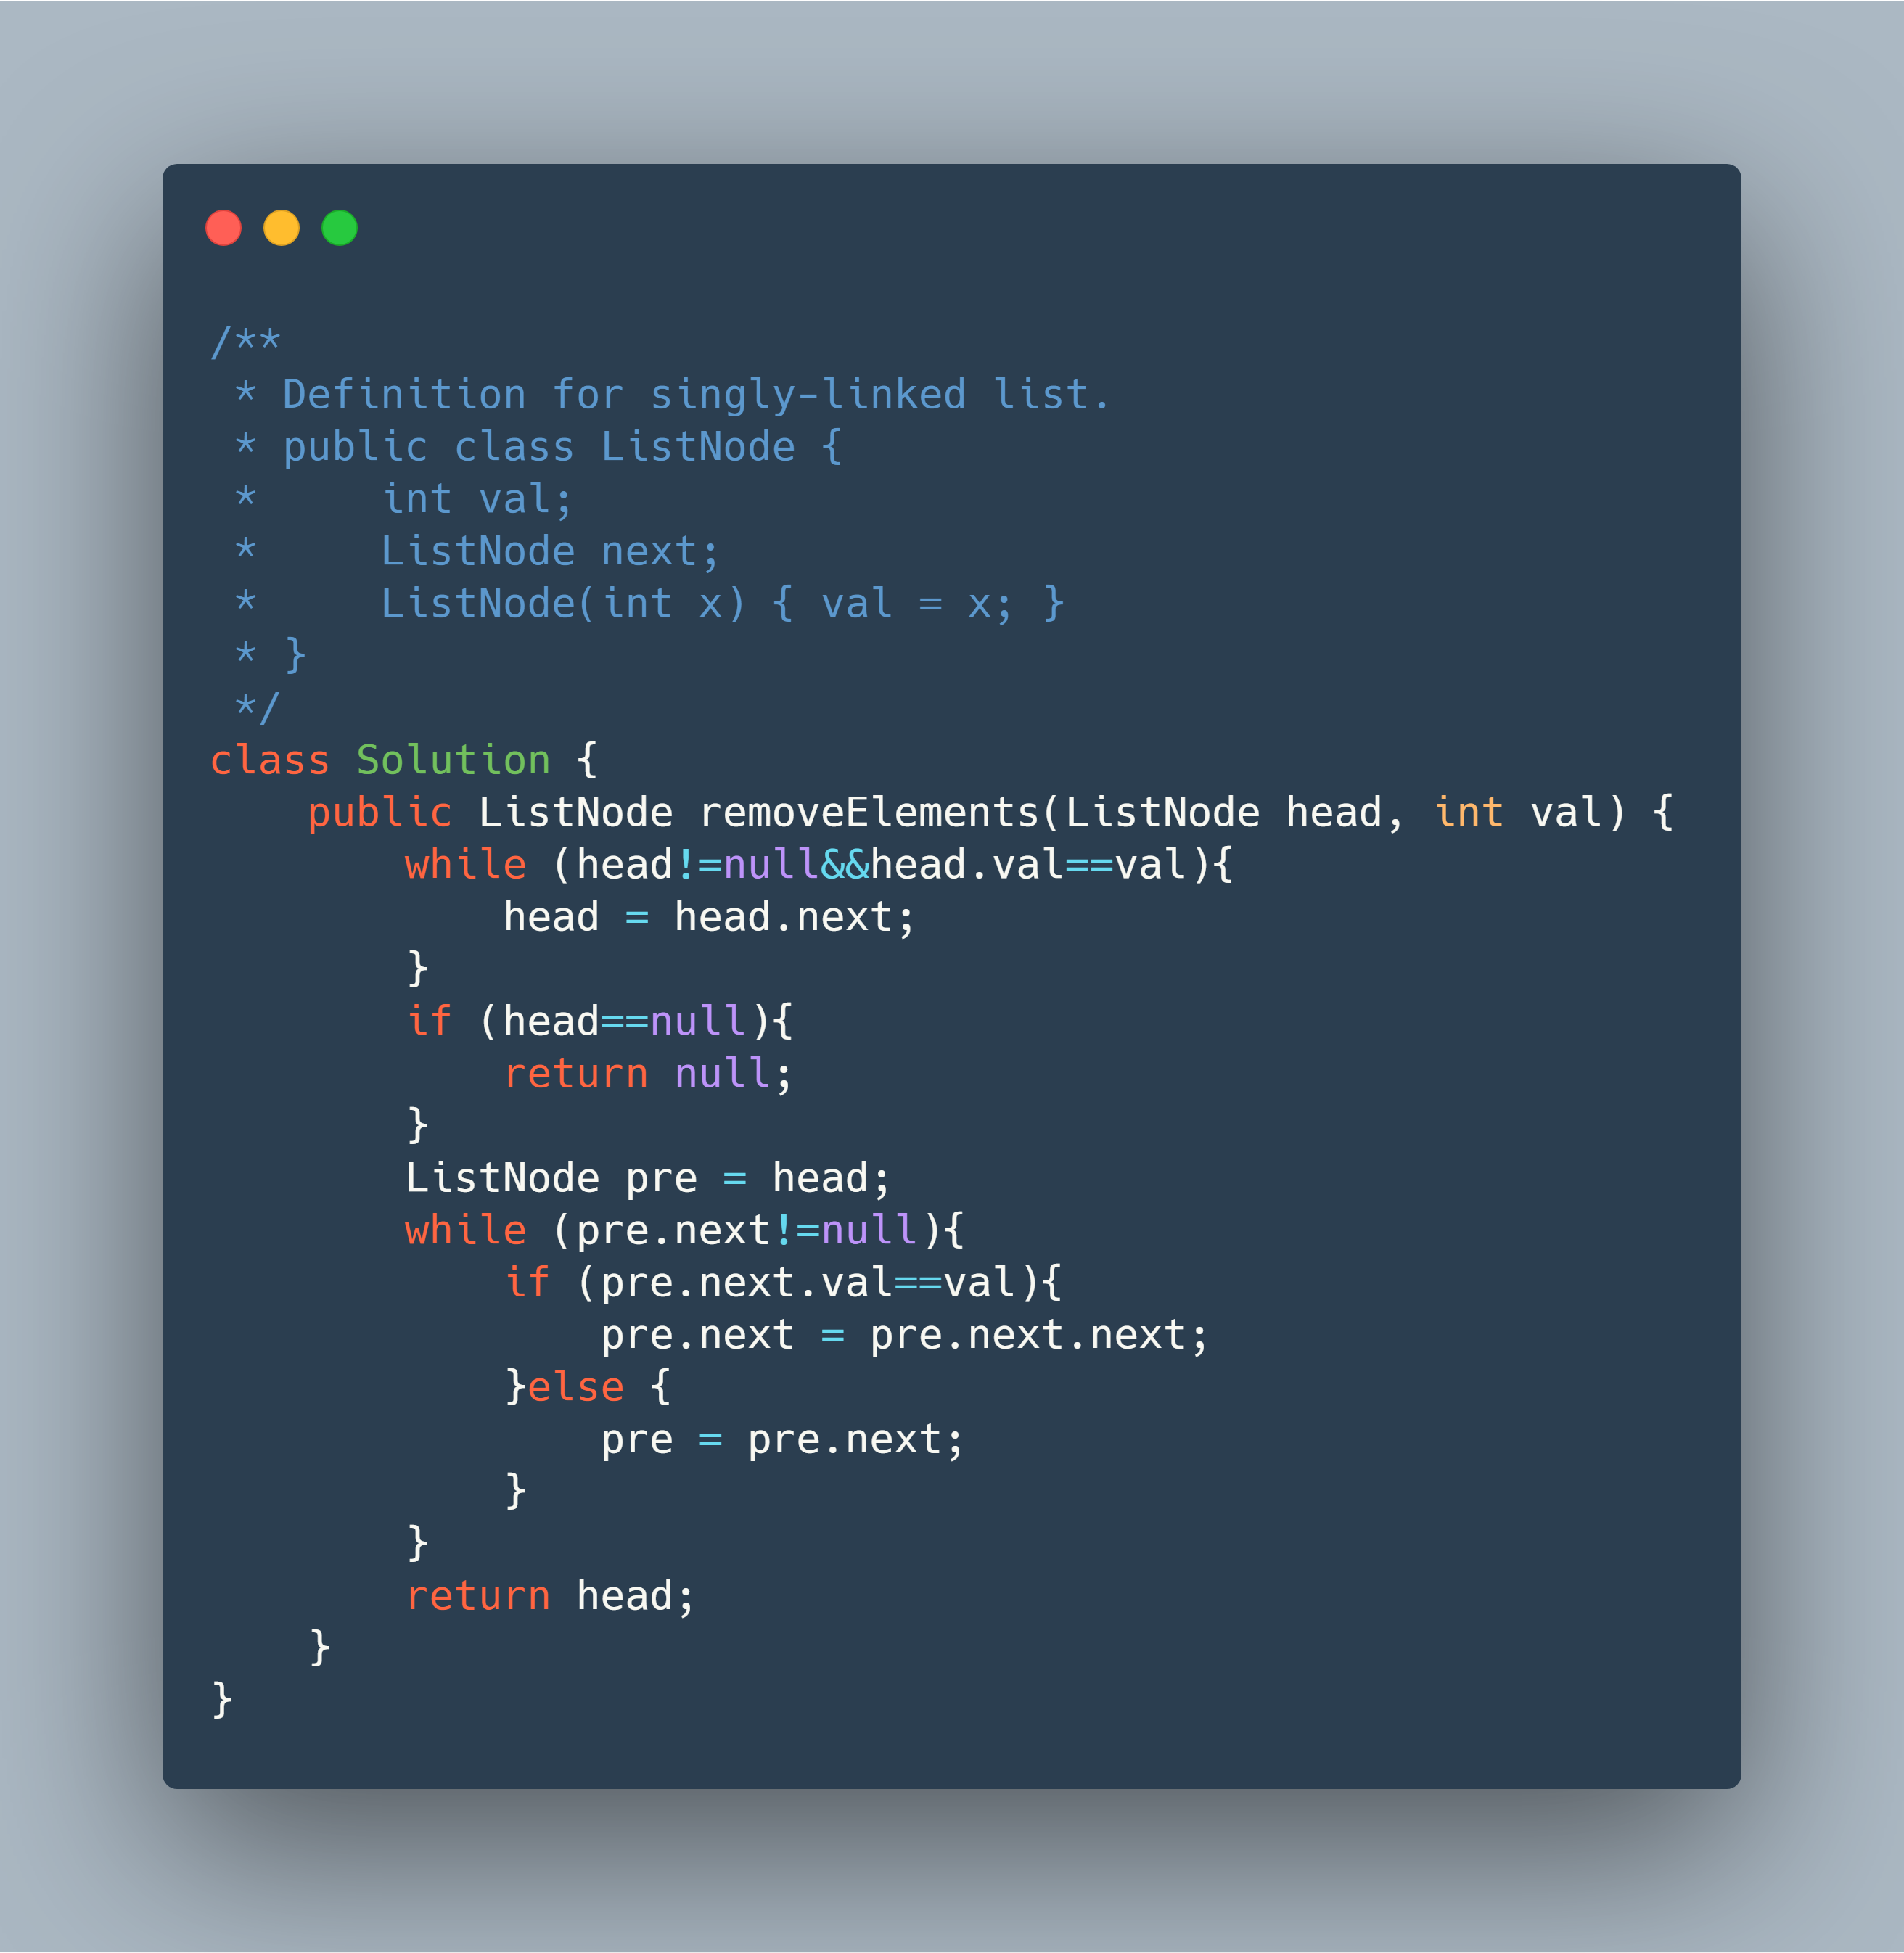 /**
 * Definition for singly-linked list.
 * public class ListNode {
 *     int val;
 *     ListNode next;
 *     ListNode(int x) { val = x; }
 * }
 */
class Solution {
    public ListNode removeElements(ListNode head, int val) {
        while (head!=null&&head.val==val){
            head = head.next;
        }
        if (head==null){
            return null;
        }
        ListNode pre = head;
        while (pre.next!=null){
            if (pre.next.val==val){
                pre.next = pre.next.next;
            }else {
                pre = pre.next;
            }
        }
        return head;
    }
}